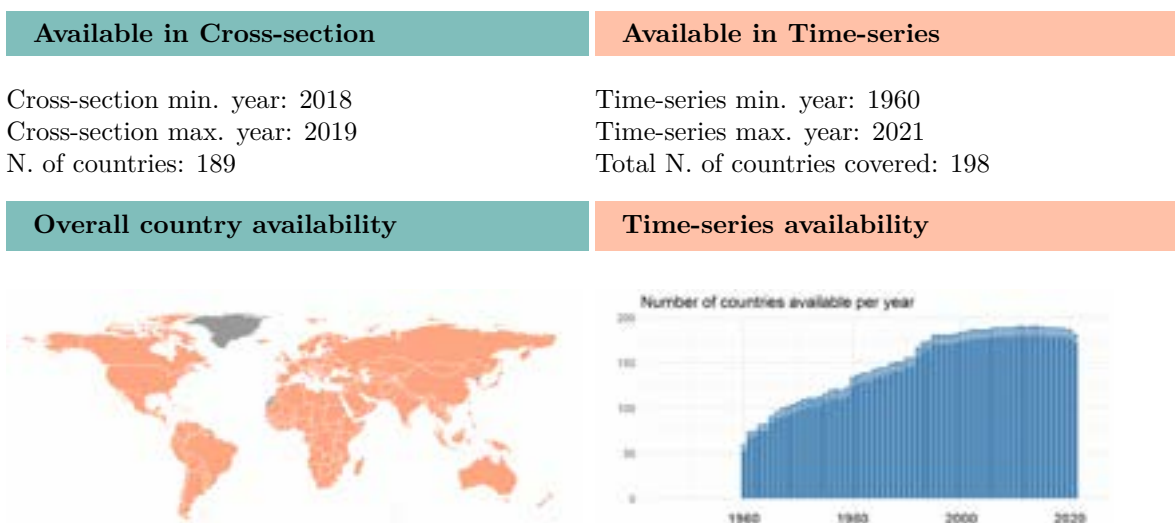 Available in Cross-section
Available in Time-series
Cross-section min. year: 2018
Cross-section max. year: 2019
N. of countries: 189
Time-series min. year: 1960
Time-series max. year: 2021
Total N. of countries covered: 198
Overall country availability
Time-series availability
Number of countries available per year
200
150
100
50
0
1960
1980
2000
2020